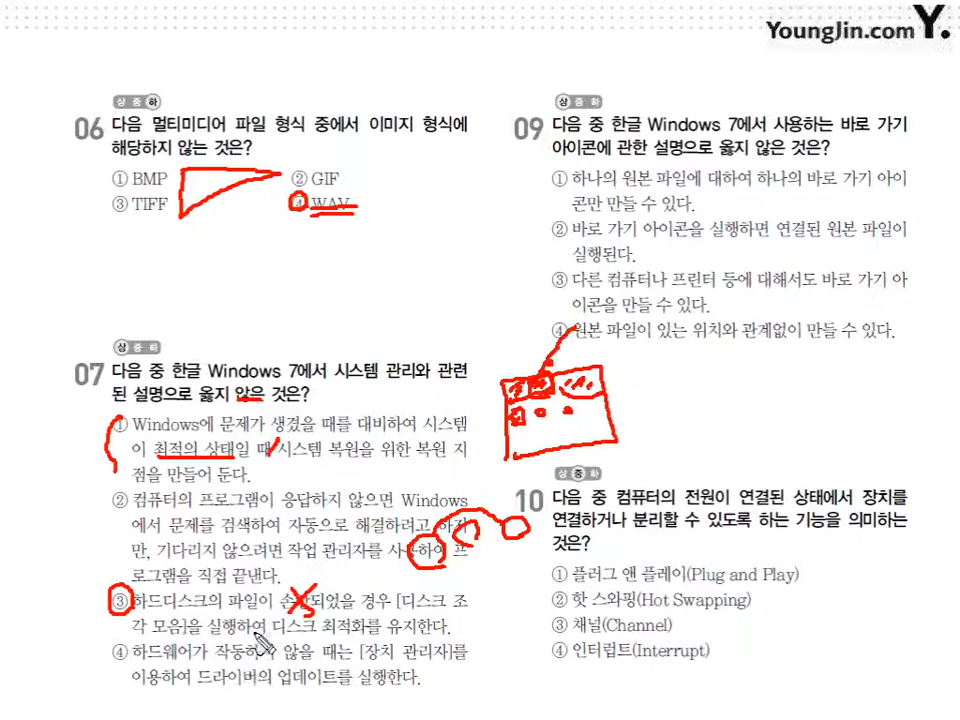 YoungJin.com Y.
상 중 하
06 다음 멀티미디어 파일 형식 중에서 이미지 형식에
해당하지 않는 것은?
① BMP ② GIF
③ TIFF ④ WAV
상 중 하
07 다음 중 한글 Windows 7에서 시스템 관리와 관련
된 설명으로 옳지 않은 것은?
① Windows에 문제가 생겼을 때를 대비하여 시스템
이 최적의 상태일 때 시스템 복원을 위한 복원 지
점을 만들어 둔다.
② 컴퓨터의 프로그램이 응답하지 않으면 Windows
에서 문제를 검색하여 자동으로 해결하려고 하지
만, 기다리지 않으려면 작업 관리자를 사용하여 프
로그램을 직접 끝낸다.
③ 하드디스크의 파일이 손상되었을 경우 [디스크 조
각 모음]을 실행하여 디스크 최적화를 유지한다.
④ 하드웨어가 작동하지 않을 때는 [장치 관리자]를
이용하여 드라이버의 업데이트를 실행한다.
상 중 하
09 다음 중 한글 Windows 7에서 사용하는 바로 가기
아이콘에 관한 설명으로 옳지 않은 것은?
① 하나의 원본 파일에 대하여 하나의 바로 가기 아이
콘만 만들 수 있다.
② 바로 가기 아이콘을 실행하면 연결된 원본 파일이
실행된다.
③ 다른 컴퓨터나 프린터 등에 대해서도 바로 가기 아
이콘을 만들 수 있다.
④ 원본 파일이 있는 위치와 관계없이 만들 수 있다.
상 중 하
10 다음 중 컴퓨터의 전원이 연결된 상태에서 장치를
연결하거나 분리할 수 있도록 하는 기능을 의미하는
것은?
① 플러그 앤 플레이(Plug and Play)
② 핫 스와핑(Hot Swapping)
③ 채널(Channel)
④ 인터럽트(Interrupt)